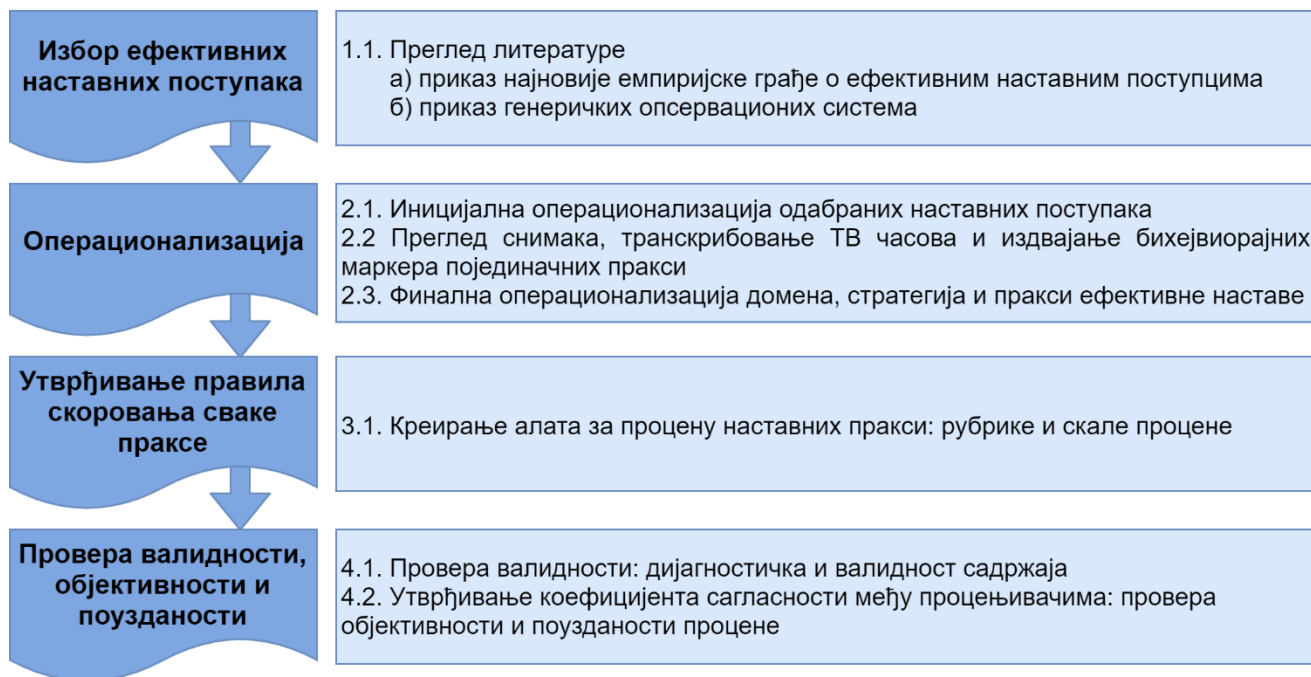 Избор ефективних
наставних поступака
1.1. Преглед литературе
а) приказ најновије емпиријске грађе о ефективним наставним поступцима
б) приказ генеричких опсервационих система
Операционализација
2.1. Иницијална операционализација одабраних наставних поступака
2.2 Преглед снимака, транскрибовање ТВ часова и издвајање бихејвиорајних
маркера појединачних пракси
2.3. Финална операционализација домена, стратегија и пракси ефективне наставе
Утврђивање правила
скоровања сваке
праксе
3.1. Креирање алата за процену наставних пракси: рубрике и скале процене
Провера валидности,
објективности и
поузданости
4.1. Провера валидности: дијагностичка и валидност садржаја
4.2. Утврђивање коефицијента сагласности међу процењивачима: провера
објективности и поузданости процене